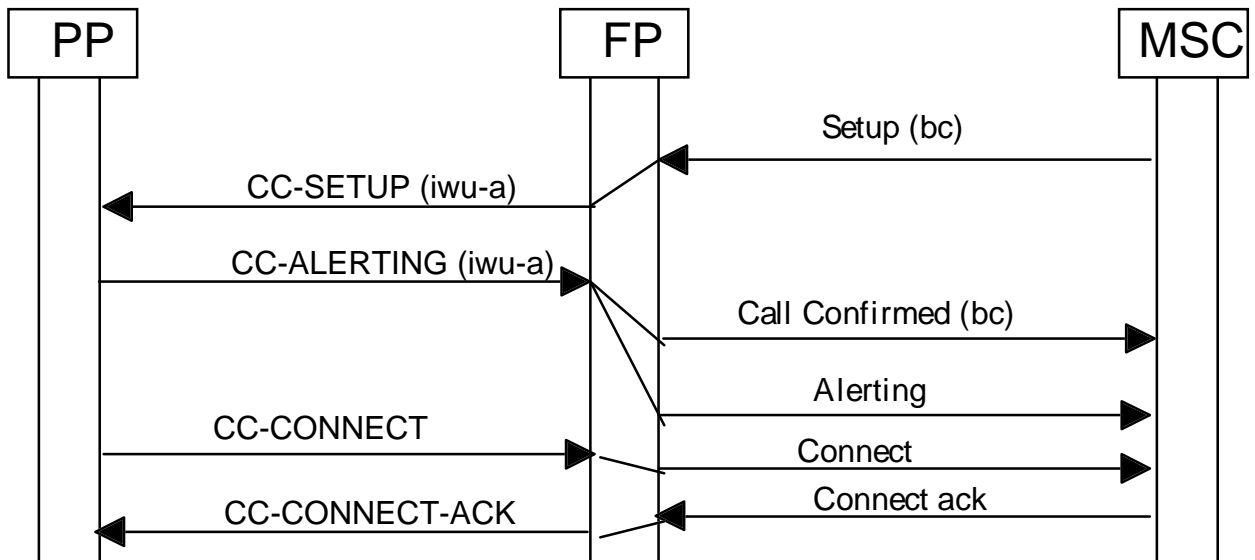 PP
FP
MSC
Setup (bc)
CC-SETUP (iwu-a)
CC-ALERTING (iwu-a)
Call Confirmed (bc)
Alerting
CC-CONNECT
Connect
Connect ack
CC-CONNECT-ACK